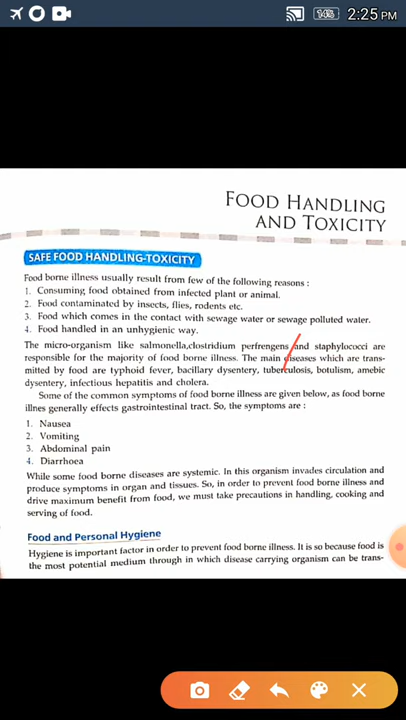 14% 2:25 PM
FOOD HANDLING
AND TOXICITY
SAFE FOOD HANDLING-TOXICITY
Food borne illness usually result from few of the following reasons :
1. Consuming food obtained from infected plant or animal.
2. Food contaminated by insects, flies, rodents etc.
3. Food which comes in the contact with sewage water or sewage polluted water.
4. Food handled in an unhygienic way.
The micro-organism like salmonella,clostridium perfrengens and staphylococci are
responsible for the majority of food borne illness. The main diseases which are trans-
mitted by food are typhoid fever, bacillary dysentery, tuberculosis, botulism, amebic
dysentery, infectious hepatitis and cholera.
Some of the common symptoms of food borne illness are given below, as food borne
illnes generally effects gastrointestinal tract. So, the symptoms are :
1. Nausea
2. Vomiting
3. Abdominal pain
4. Diarrhoea
While some food borne diseases are systemic. In this organism invades circulation and
produce symptoms in organ and tissues. So, in order to prevent food borne illness and
drive maximum benefit from food, we must take precautions in handling, cooking and
serving of food.
Food and Personal Hygiene
Hygiene is important factor in order to prevent food borne illness. It is so because food is
the most potential medium through in which disease carrying organism can be trans-